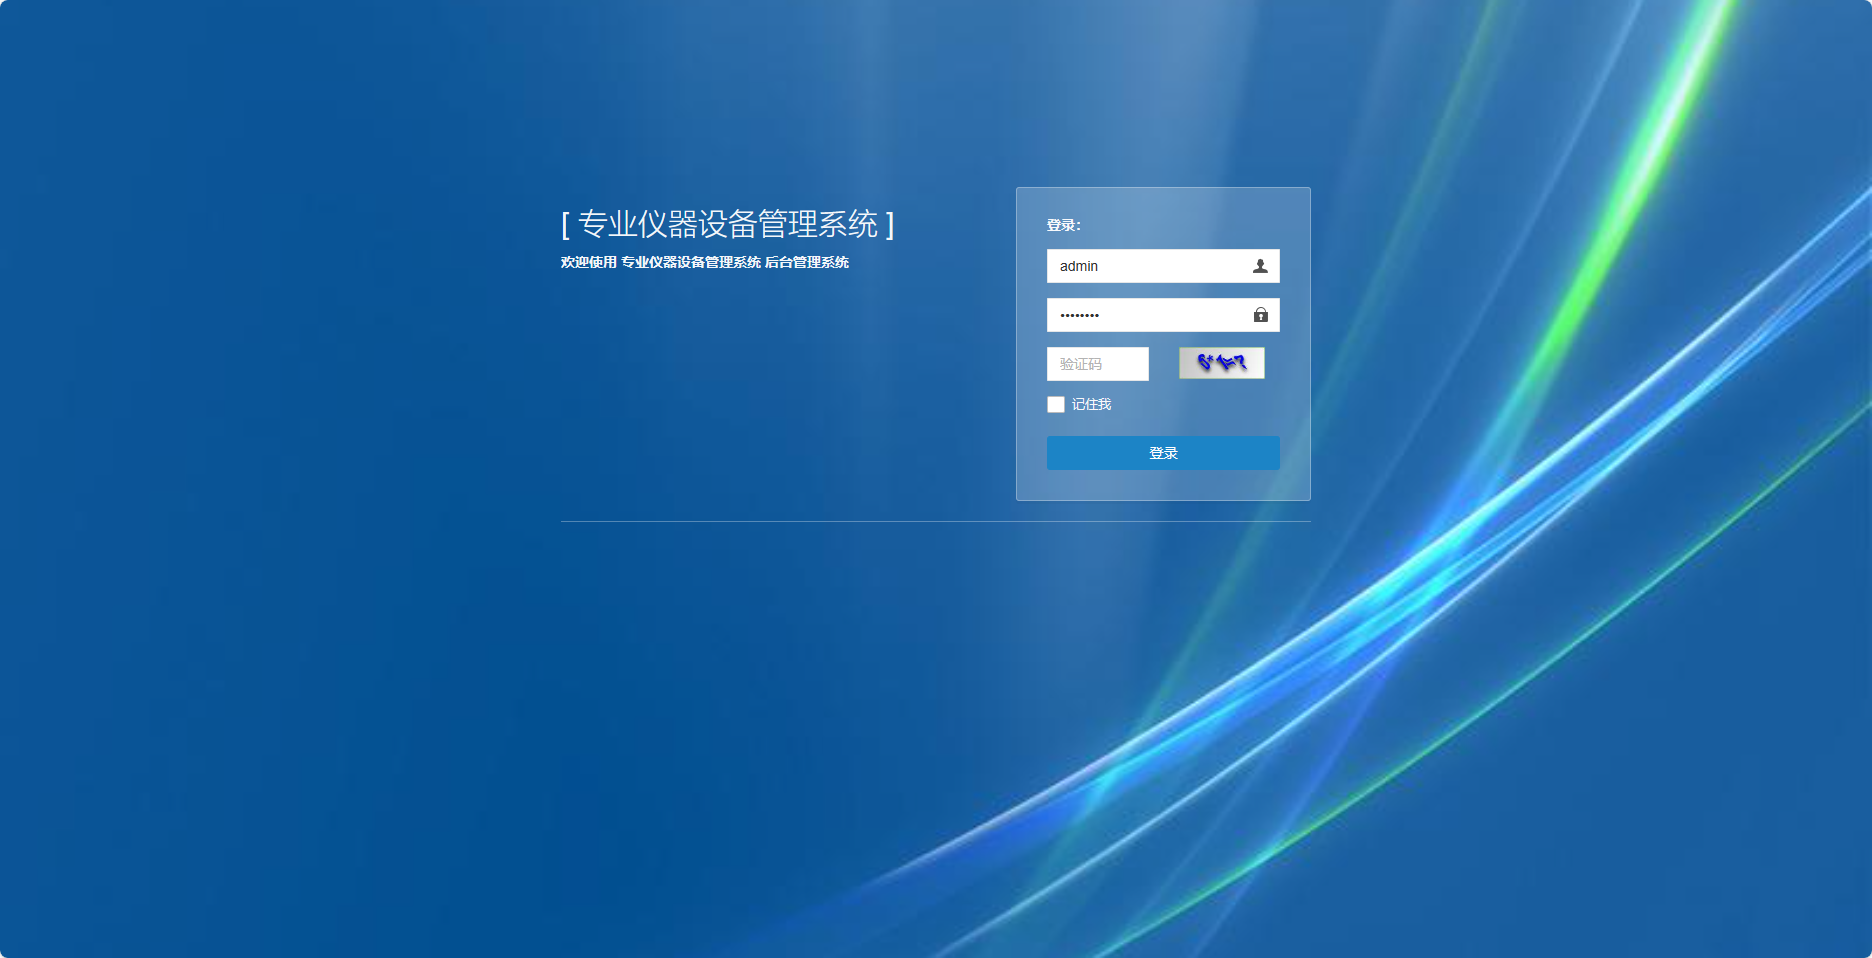 [ 专业仪器设备管理系统 ]
欢迎使用 专业仪器设备管理系统 后台管理系统
登录：
admin
••••••••
验证码
记住我
登录